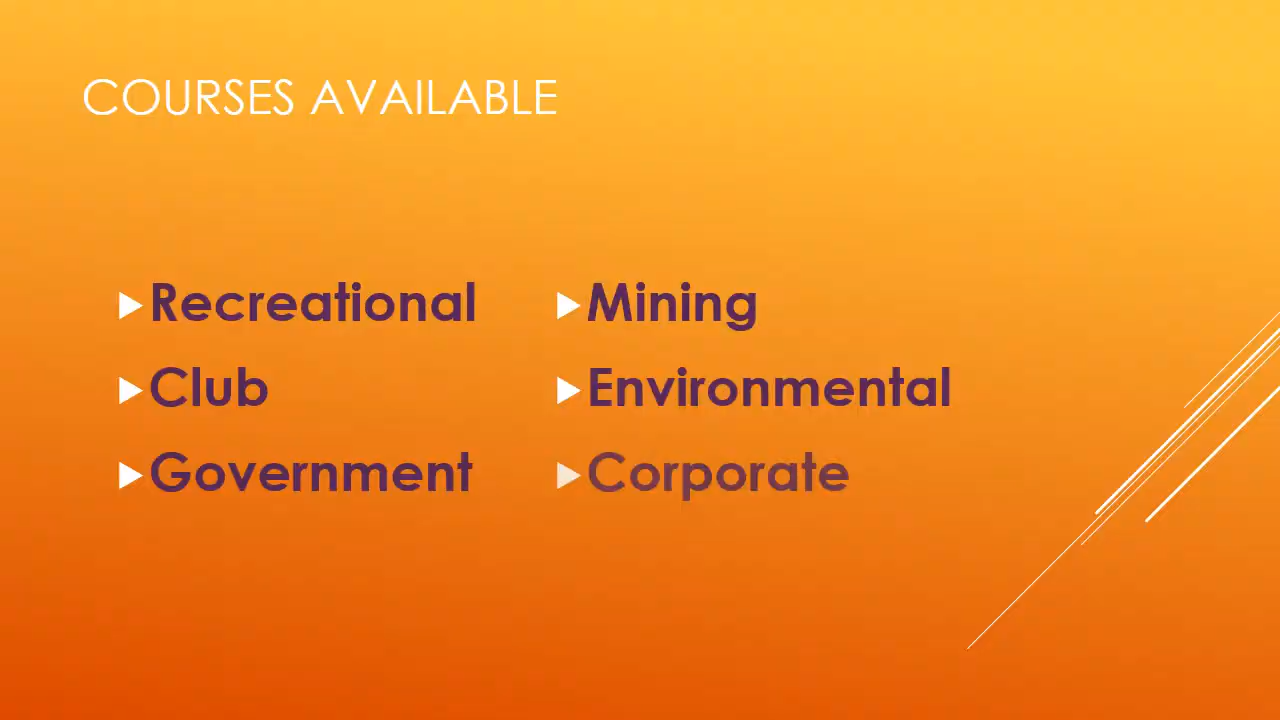 COURSES AVAILABLE
Recreational
Club
Government
Mining
Environmental
Corporate